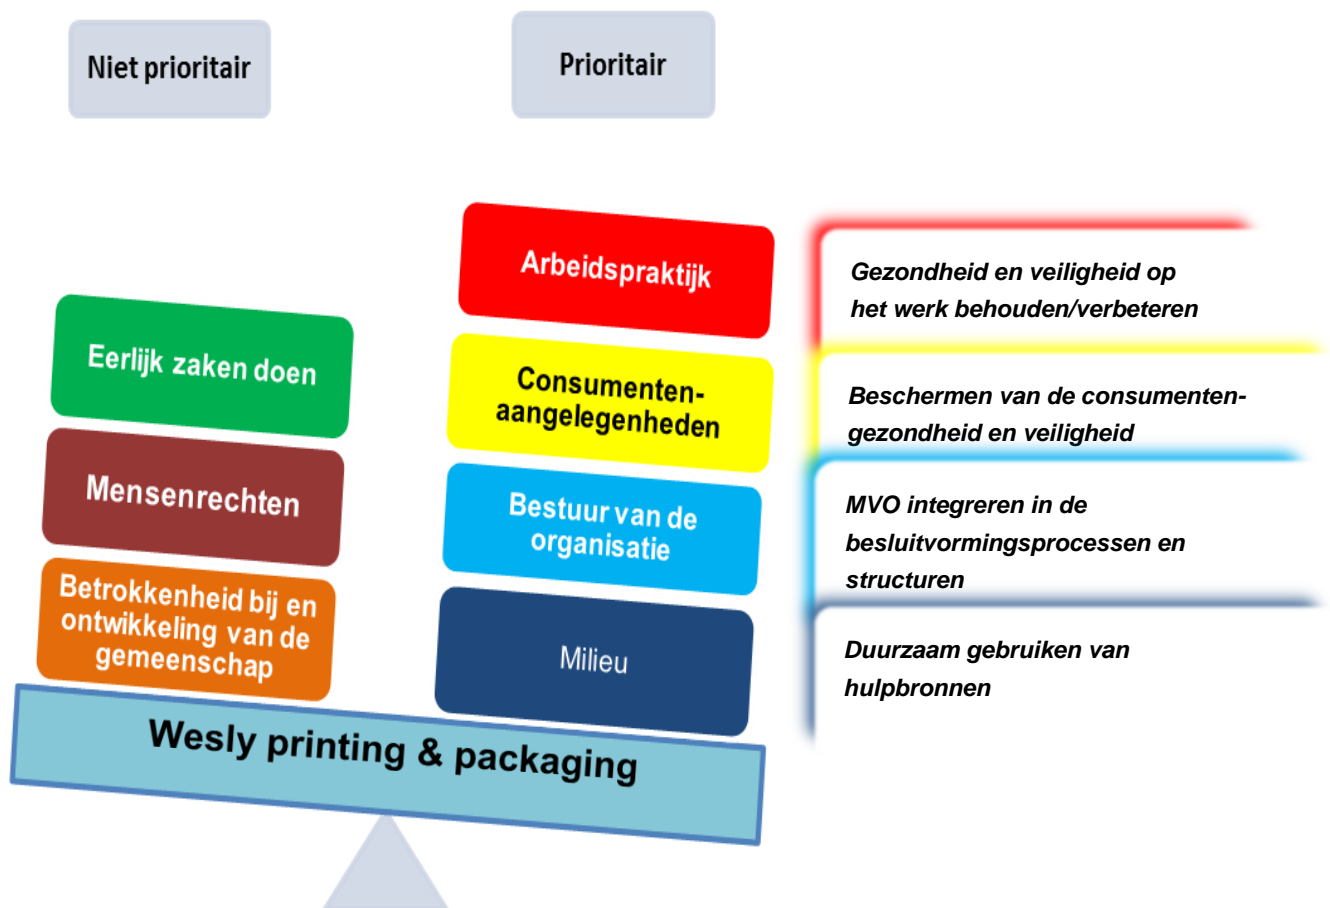 Niet prioritair
Prioritair
Eerlijk zaken doen
Mensenrechten
Betrokkenheid bij en
ontwikkeling van de
gemeenschap
Arbeidspraktijk
Consumenten-
aangelegenheden
Bestuur van de
organisatie
Milieu
Gezondheid en veiligheid op
het werk behouden/verbeteren
Beschermen van de consumenten-
gezondheid en veiligheid
MVO integreren in de
besluitvormingsprocessen en
structuren
Duurzaam gebruiken van
hulpbronnen
Wesly printing & packaging